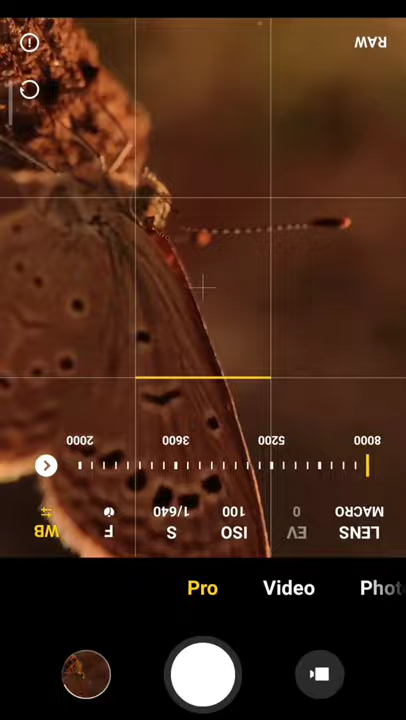 RAW
2000 3600 5200 8000
1/640 100 0 MACRO
WB F S ISO EV LENS
Pro Video Phot